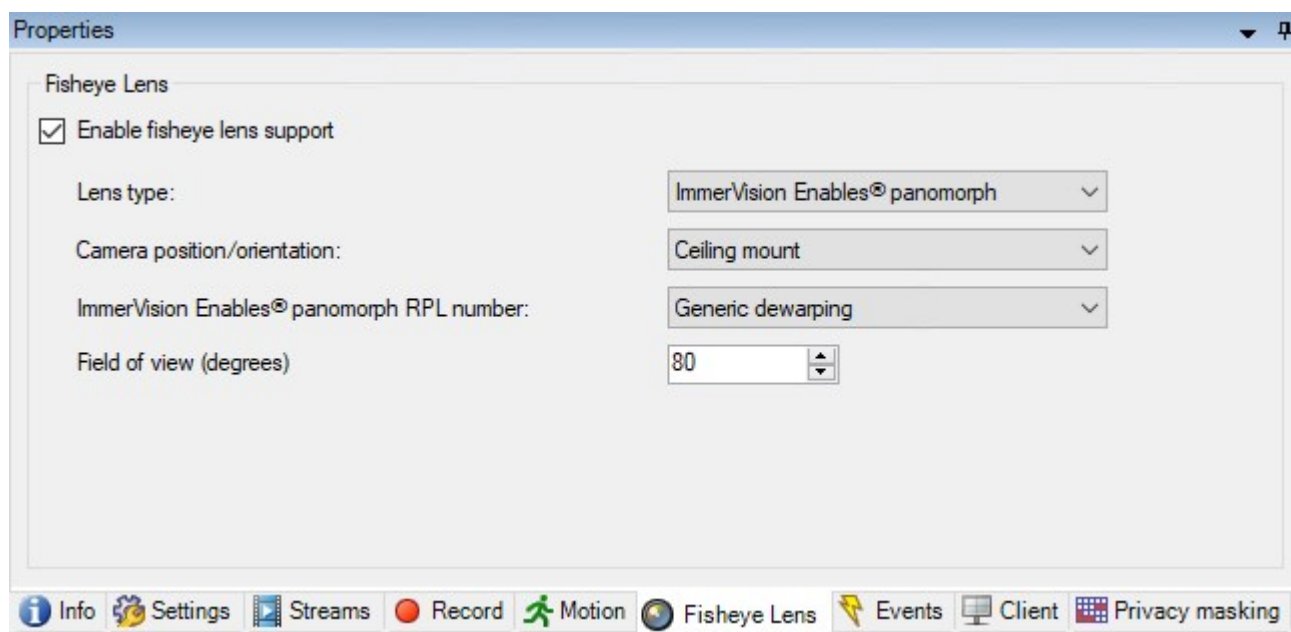 Properties
Fisheye Lens
Enable fisheye lens support
Lens type: ImmerVision Enables® panomorph
Camera position/orientation: Ceiling mount
ImmerVision Enables® panomorph RPL number: Generic dewarping
Field of view (degrees) 80
Info Settings Streams Record Motion Fisheye Lens Events Client Privacy masking